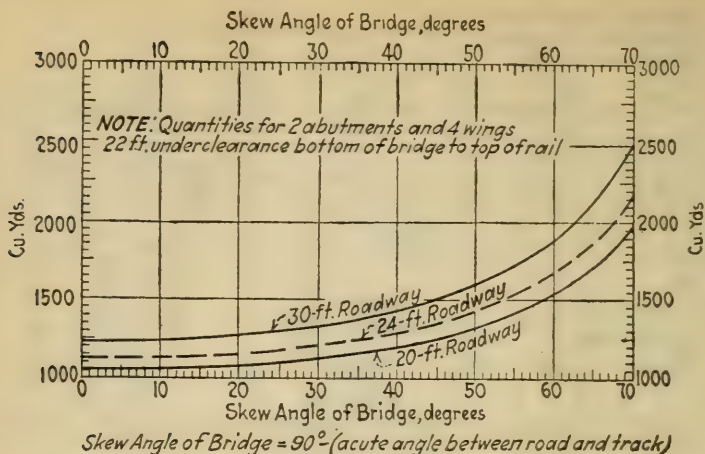 Skew Angle of Bridge, degrees
0 10 20 30 40 50 60 70
3000 3000
NOTE: Quantities for 2 abutments and 4 wings
22 ft. underclearance bottom of bridge to top of rail
2500 2500
2000 2000
Cu. Yds. Cu. Yds.
1500 1500
30-ft. Roadway
24-ft. Roadway
20-ft. Roadway
1000 1000
0 10 20 30 40 50 60 70
Skew Angle of Bridge, degrees
Skew Angle of Bridge = 90°-(acute angle between road and track)